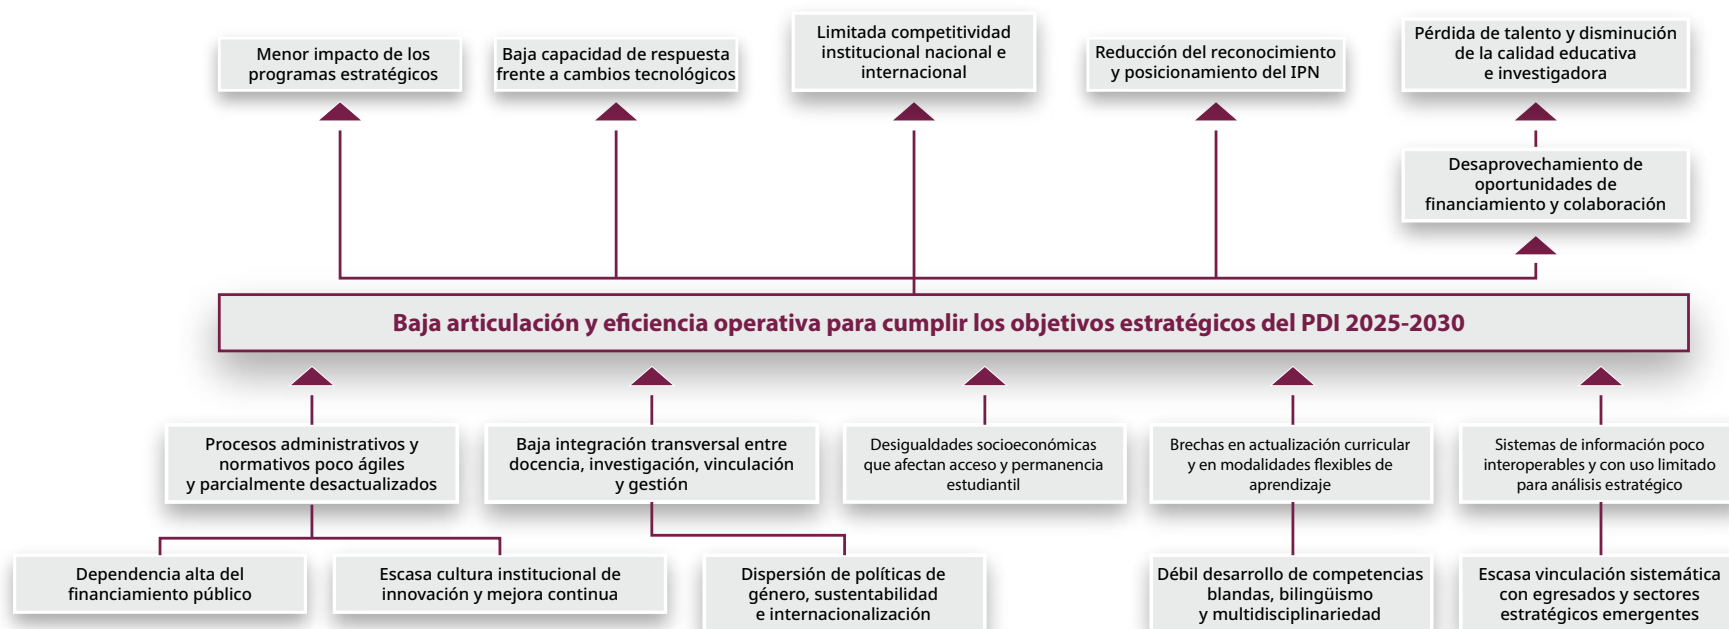 Menor impacto de los
programas estratégicos
Baja capacidad de respuesta
frente a cambios tecnológicos
Limitada competitividad
institucional nacional e
internacional
Reducción del reconocimiento
y posicionamiento del IPN
Pérdida de talento y disminución
de la calidad educativa
e investigadora
Desaprovechamiento de
oportunidades de
financiamiento y colaboración
Baja articulación y eficiencia operativa para cumplir los objetivos estratégicos del PDI 2025-2030
Procesos administrativos y
normativos poco ágiles
y parcialmente desactualizados
Baja integración transversal entre
docencia, investigación, vinculación
y gestión
Desigualdades socioeconómicas
que afectan acceso y permanencia
estudiantil
Brechas en actualización curricular
y en modalidades flexibles de
aprendizaje
Sistemas de información poco
interoperables y con uso limitado
para análisis estratégico
Dependencia alta del
financiamiento público
Escasa cultura institucional de
innovación y mejora continua
Dispersión de políticas de
género, sustentabilidad
e internacionalización
Débil desarrollo de competencias
blandas, bilingüismo
y multidisciplinariedad
Escasa vinculación sistemática
con egresados y sectores
estratégicos emergentes